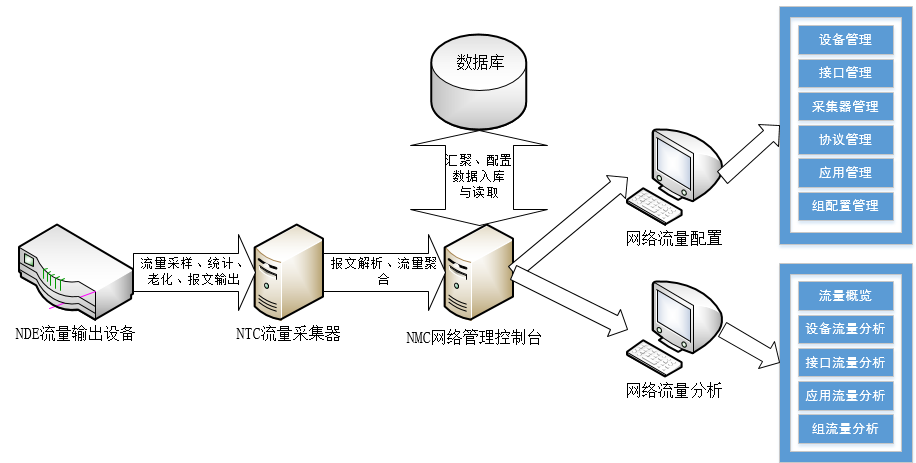 数据库
汇聚、配置
数据入库
与读取
NDE流量输出设备
流量采样、统计、
老化、报文输出
NTC流量采集器
报文解析、流量聚
合
NMC网络管理控制台
网络流量配置
网络流量分析
设备管理
接口管理
采集器管理
协议管理
应用管理
组配置管理
流量概览
设备流量分析
接口流量分析
应用流量分析
组流量分析